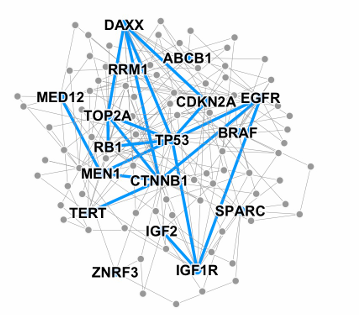 DAXX
ABCB1
RRM1
MED12
CDKN2A
EGFR
TOP2A
BRAF
RB1
TP53
MEN1
CTNNB1
TERT
SPARC
IGF2
ZNRF3
IGF1R